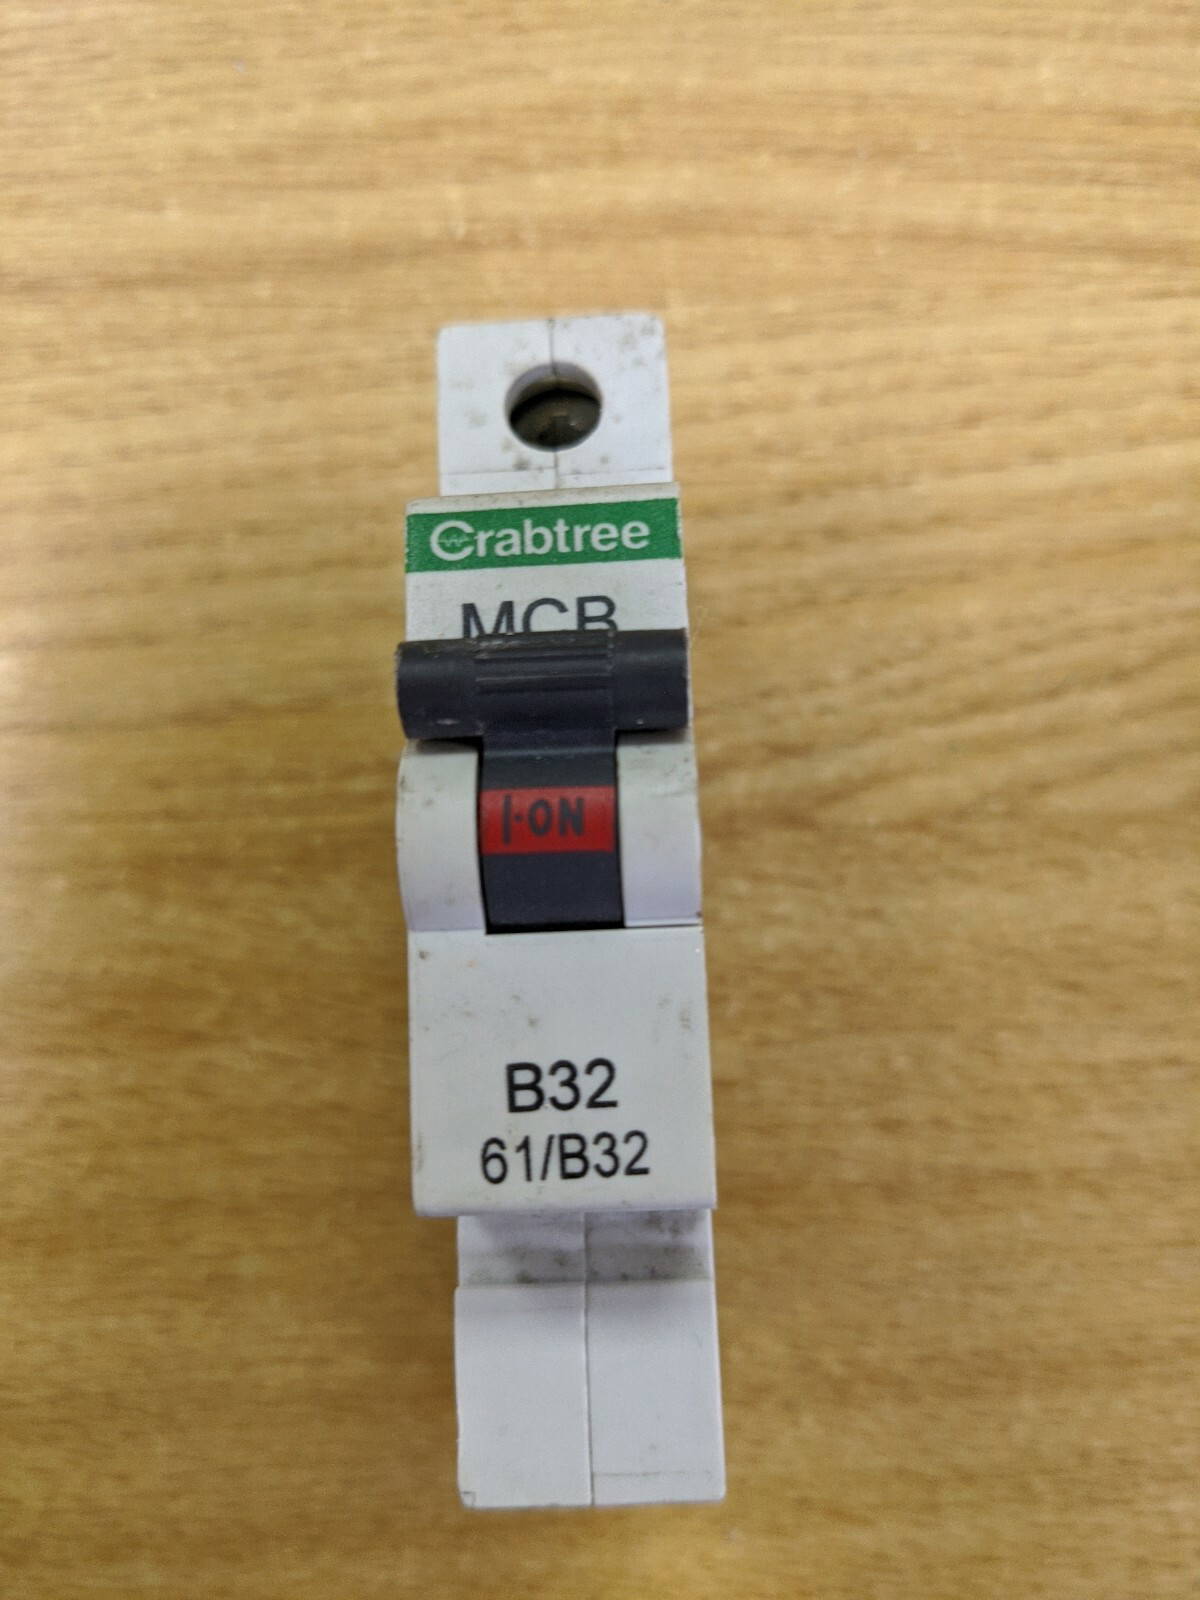 Crabtree
MCB
I·ON
B32
61/B32